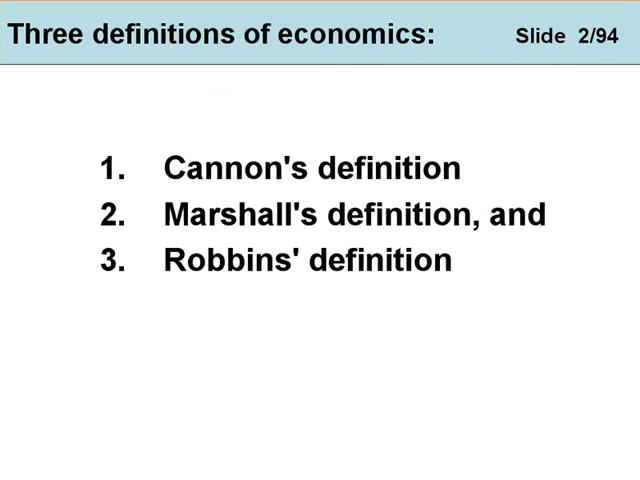 Three definitions of economics: Slide 2/94
1. Cannon's definition
2. Marshall's definition, and
3. Robbins' definition